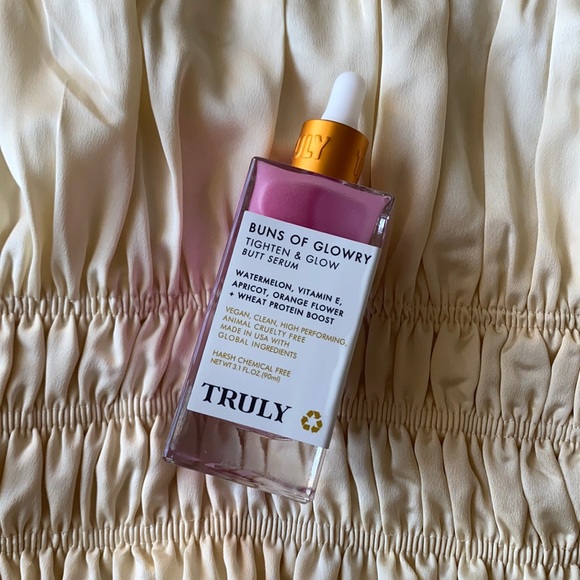 TRULY
BUNS OF GLOWRY
TIGHTEN & GLOW
BUTT SERUM
WATERMELON, VITAMIN E,
APRICOT, ORANGE FLOWER
+ WHEAT PROTEIN BOOST
VEGAN, CLEAN, HIGH PERFORMING.
ANIMAL CRUELTY FREE
MADE IN USA WITH
GLOBAL INGREDIENTS
HARSH CHEMICAL FREE
NET WT 3.1 FL.OZ.(90ml)
TRULY